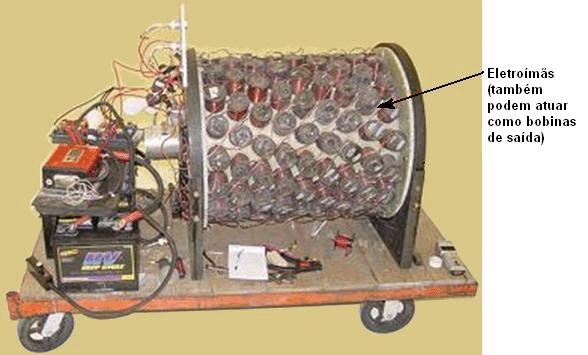 Eletroímãs
(também
podem atuar
como bobinas
de saída)